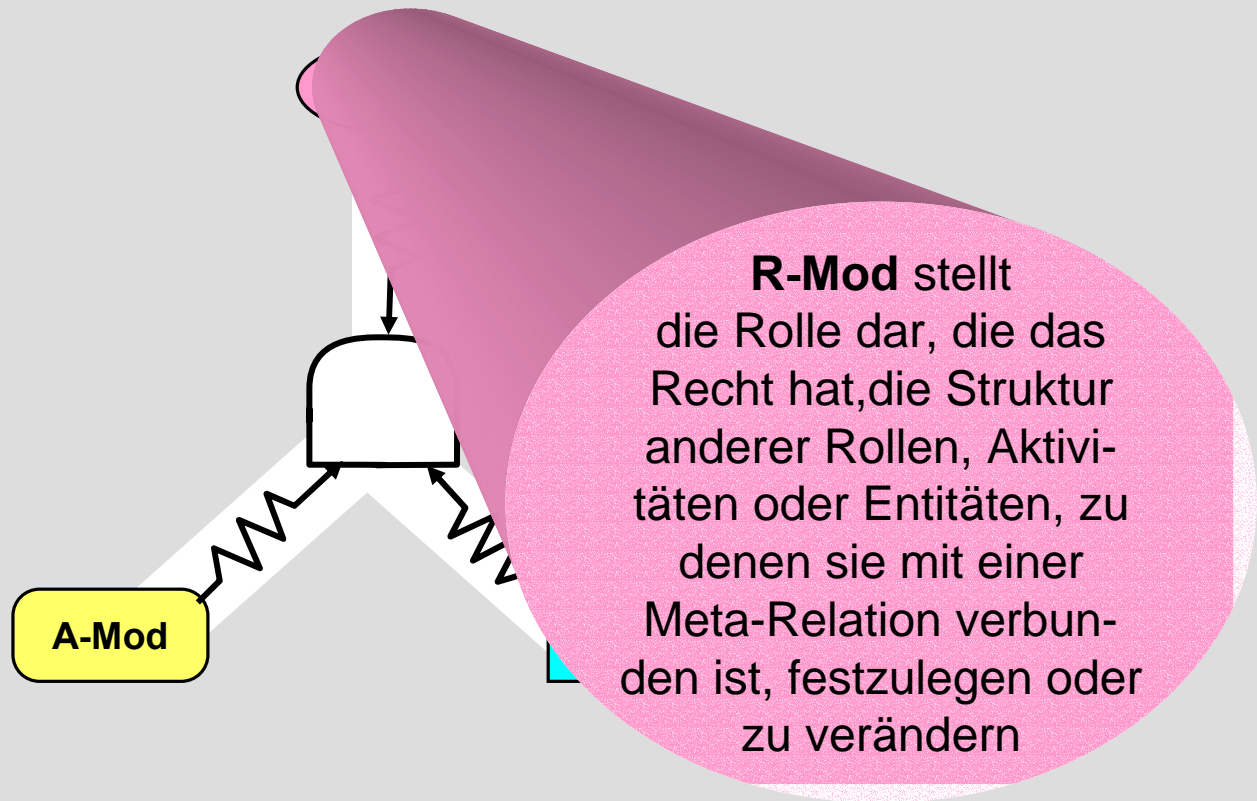 R-Mod stellt
die Rolle dar, die das
Recht hat,die Struktur
anderer Rollen, Aktivi-
täten oder Entitäten, zu
denen sie mit einer
Meta-Relation verbun-
den ist, festzulegen oder
zu verändern
A-Mod